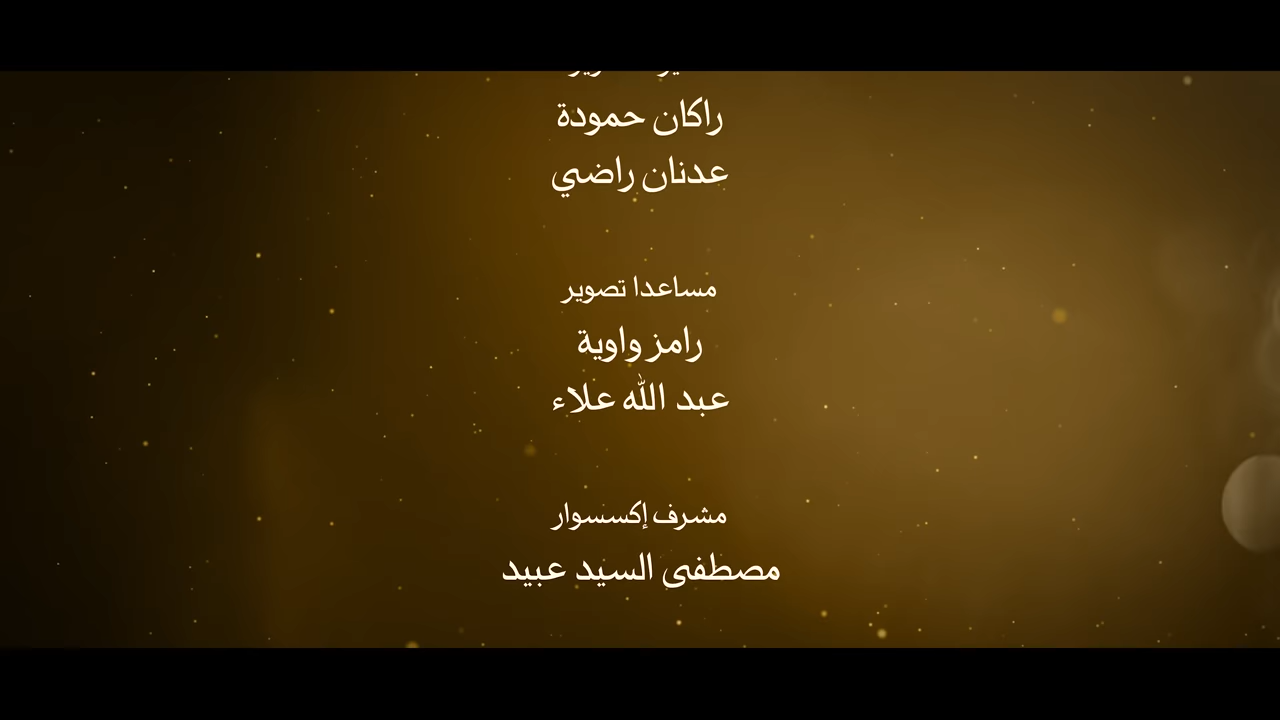 راكان حمودة
عدنان راضي
مساعدا تصوير
رامز واوية
عبد الله علاء
مشرف إكسسوار
مصطفى السيد عبيد